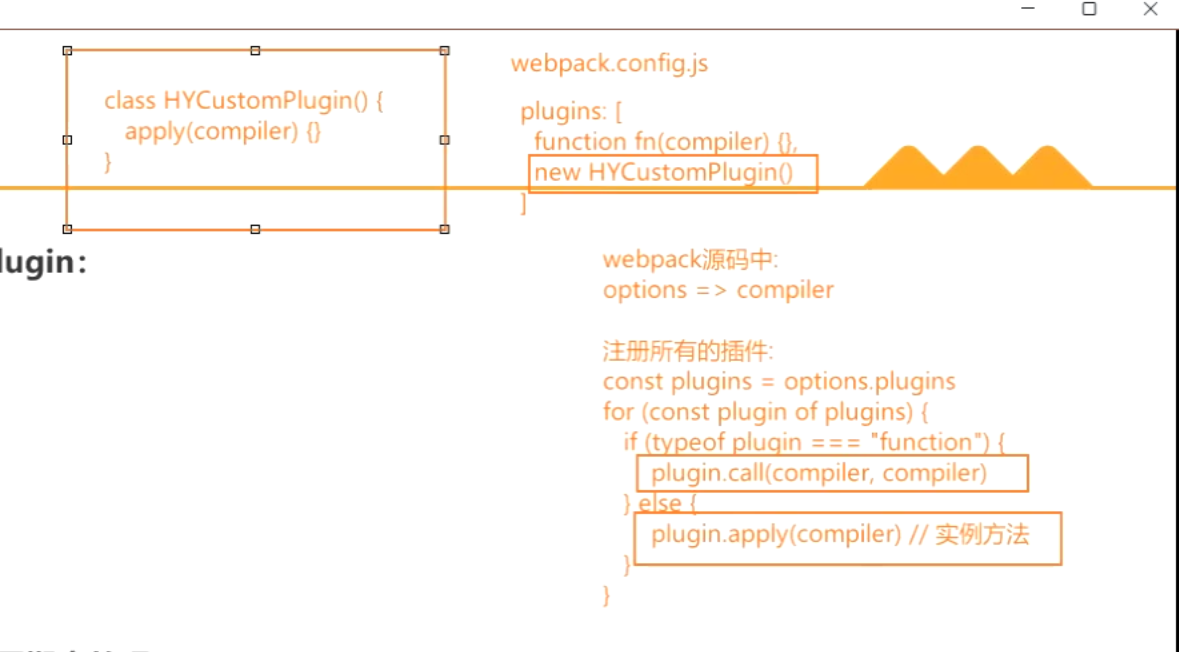 class HYCustomPlugin() {
apply(compiler) {}
}
webpack.config.js
plugins: [
function fn(compiler) {},
new HYCustomPlugin()
]
lugin：
webpack源码中:
options => compiler
注册所有的插件:
const plugins = options.plugins
for (const plugin of plugins) {
if (typeof plugin === "function") {
plugin.call(compiler, compiler)
} else {
plugin.apply(compiler) // 实例方法
}
}